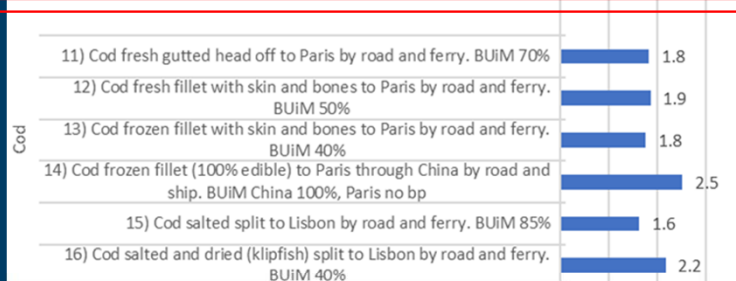 Cod
11) Cod fresh gutted head off to Paris by road and ferry. BUiM 70%
1.8
12) Cod fresh fillet with skin and bones to Paris by road and ferry.
BUiM 50%
1.9
13) Cod frozen fillet with skin and bones to Paris by road and ferry.
BUiM 40%
1.8
14) Cod frozen fillet (100% edible) to Paris through China by road and
ship. BUiM China 100%, Paris no bp
2.5
15) Cod salted split to Lisbon by road and ferry. BUiM 85%
1.6
16) Cod salted and dried (klipfish) split to Lisbon by road and ferry.
BUiM 40%
2.2